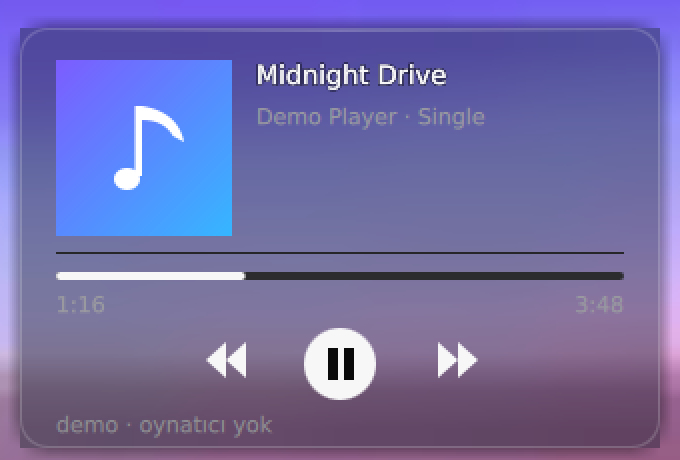 Midnight Drive
Demo Player · Single
1:16
3:48
demo · oynatıcı yok